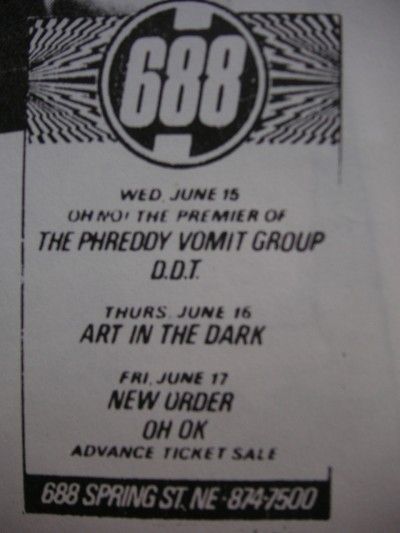 688
WED. JUNE 15
OH NO! THE PREMIER OF
THE PHREDDY VOMIT GROUP
D.D.T.
THURS. JUNE 16
ART IN THE DARK
FRI. JUNE 17
NEW ORDER
OH OK
ADVANCE TICKET SALE
688 SPRING ST. NE · 874-7500